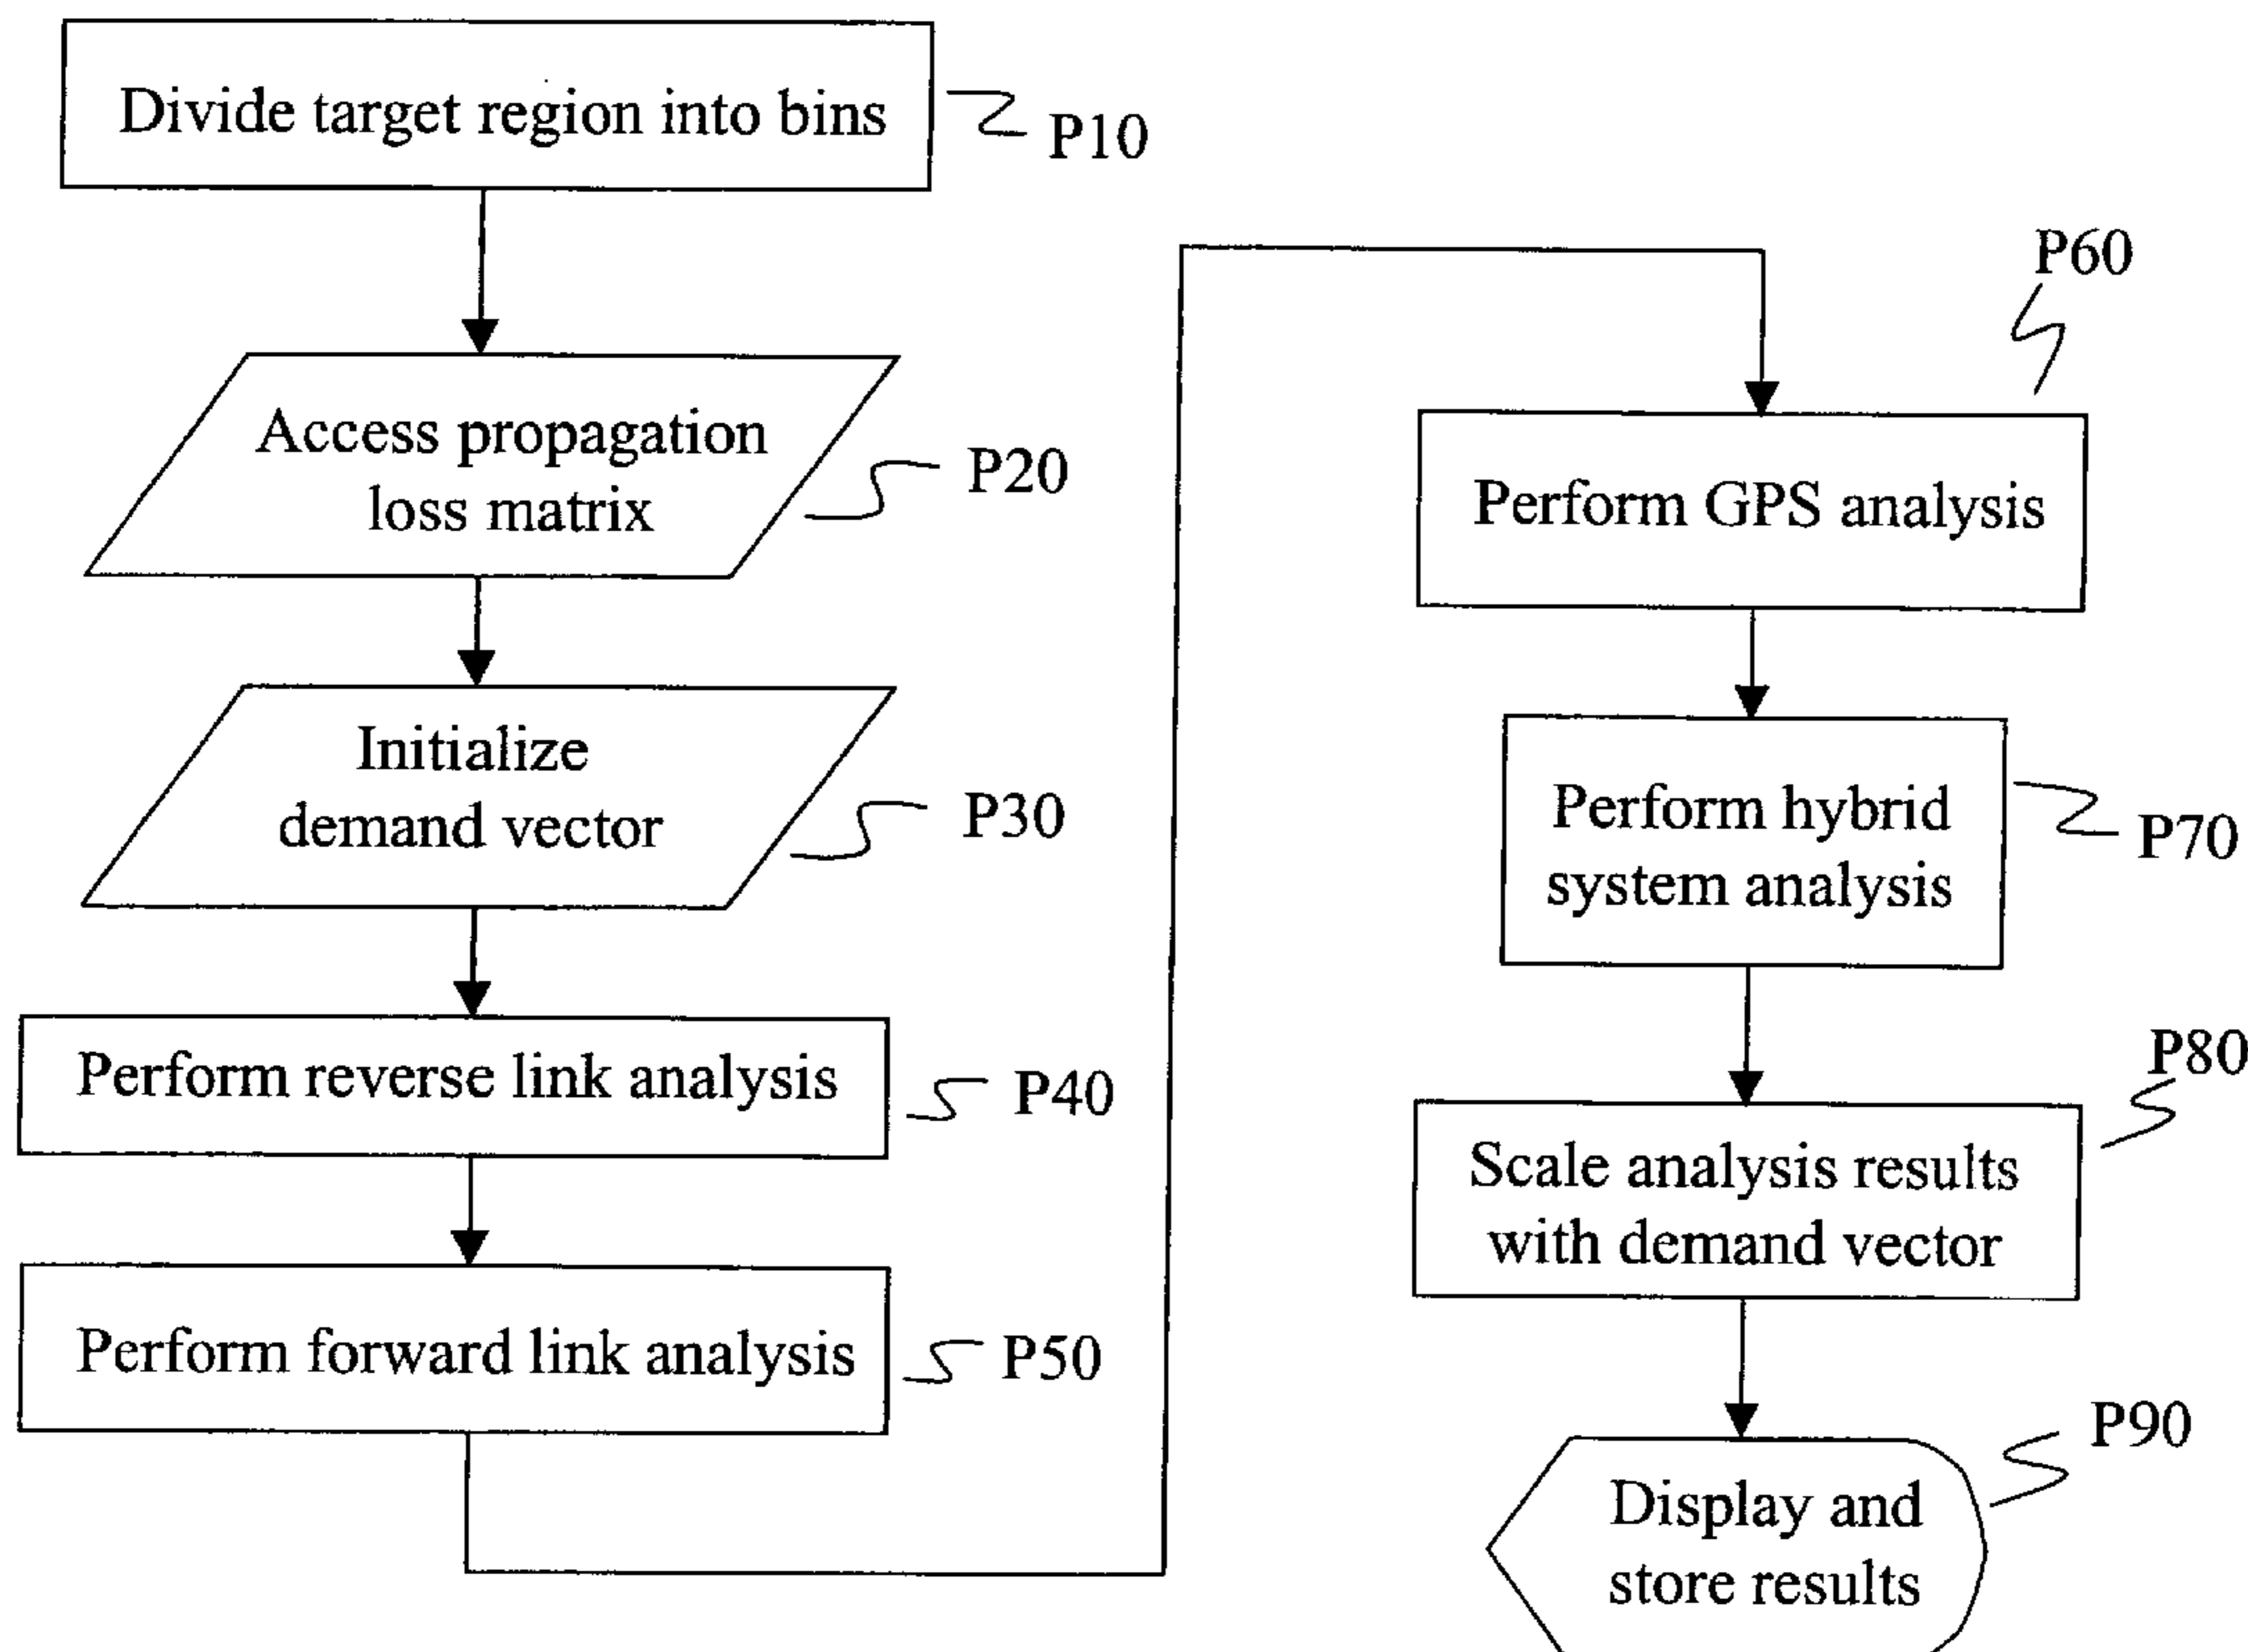 Divide target region into bins
P10
Access propagation
loss matrix
P20
Initialize
demand vector
P30
Perform reverse link analysis
P40
Perform forward link analysis
P50
P60
Perform GPS analysis
Perform hybrid
system analysis
P70
P80
Scale analysis results
with demand vector
P90
Display and
store results